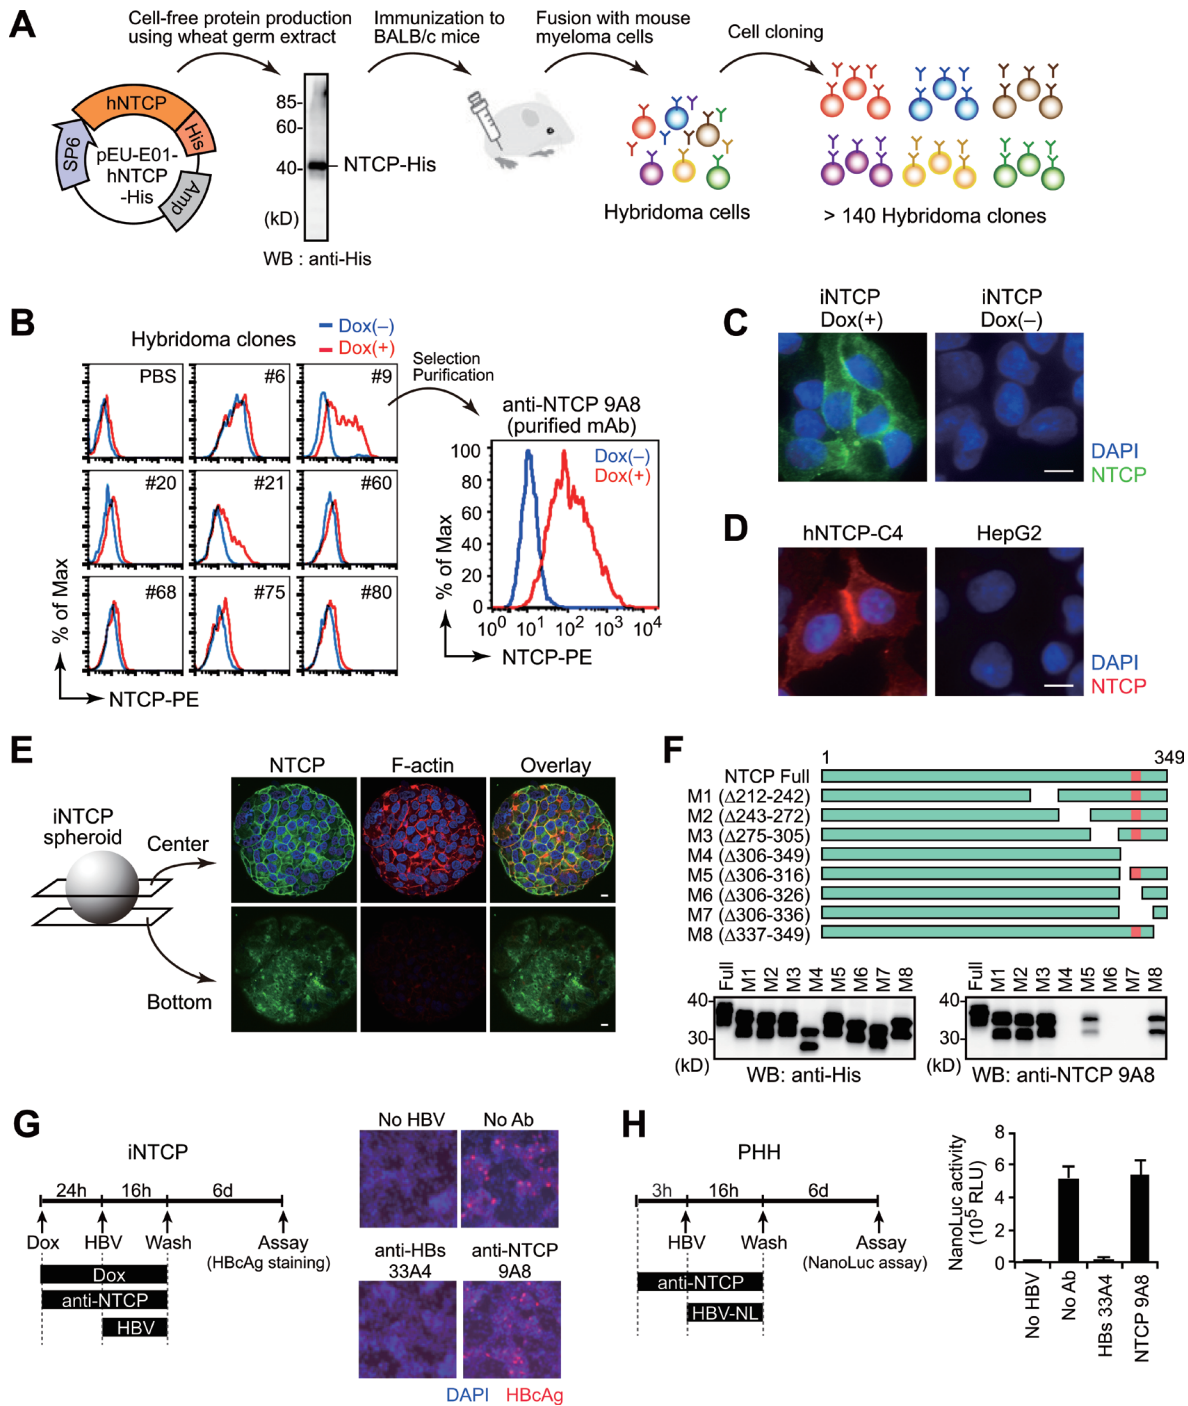 A
Cell-free protein production
using wheat germ extract
Immunization to
BALB/c mice
Fusion with mouse
myeloma cells
Cell cloning
hNTCP
His
SP6
pEU-E01-
hNTCP
-His
Amp
85-
60-
40-
(kD)
NTCP-His
WB : anti-His
Hybridoma cells
> 140 Hybridoma clones
B
Hybridoma clones
Dox(–)
Dox(+)
PBS
#6
#9
#20
#21
#60
#68
#75
#80
% of Max
NTCP-PE
Selection
Purification
anti-NTCP 9A8
(purified mAb)
Dox(–)
Dox(+)
100
80
60
40
20
0
% of Max
10^0 10^1 10^2 10^3 10^4
NTCP-PE
C
iNTCP
Dox(+)
iNTCP
Dox(–)
DAPI
NTCP
D
hNTCP-C4
HepG2
DAPI
NTCP
E
NTCP
F-actin
Overlay
iNTCP
spheroid
Center
Bottom
F
1
349
NTCP Full
M1 (Δ212-242)
M2 (Δ243-272)
M3 (Δ275-305)
M4 (Δ306-349)
M5 (Δ306-316)
M6 (Δ306-326)
M7 (Δ306-336)
M8 (Δ337-349)
Full M1 M2 M3 M4 M5 M6 M7 M8
40
30
(kD)
WB: anti-His
Full M1 M2 M3 M4 M5 M6 M7 M8
40
30
(kD)
WB: anti-NTCP 9A8
G
iNTCP
24h 16h 6d
Dox HBV Wash Assay
(HBcAg staining)
Dox
anti-NTCP
HBV
No HBV
No Ab
anti-HBs
33A4
anti-NTCP
9A8
DAPI HBcAg
H
PHH
3h 16h 6d
HBV Wash Assay
(NanoLuc assay)
anti-NTCP
HBV-NL
NanoLuc activity
(10^5 RLU)
8
6
4
2
0
No HBV
No Ab
HBs 33A4
NTCP 9A8